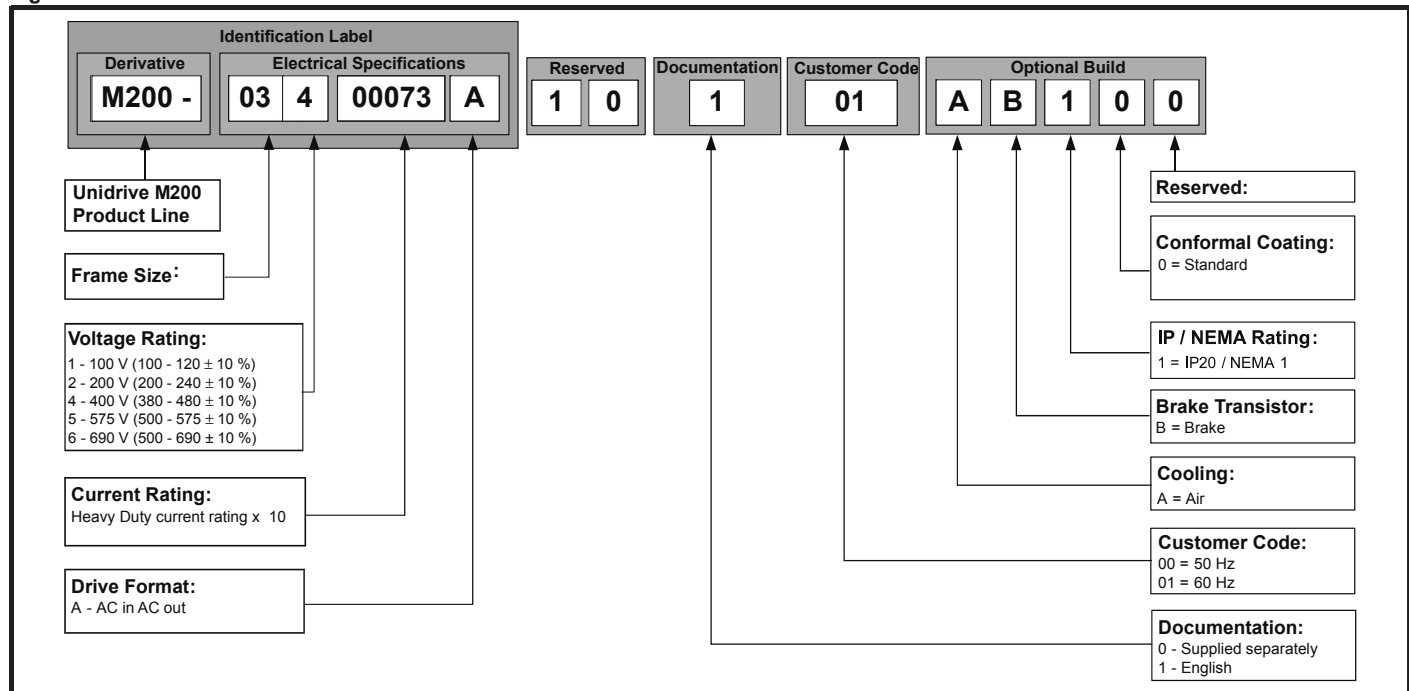 Identification Label
Derivative
Electrical Specifications
Reserved
Documentation
Customer Code
Optional Build
M200 -
03 4 00073 A
1 0
1
01
A B 1 0 0
Unidrive M200
Product Line
Frame Size:
Voltage Rating:
1 - 100 V (100 - 120 ± 10 %)
2 - 200 V (200 - 240 ± 10 %)
4 - 400 V (380 - 480 ± 10 %)
5 - 575 V (500 - 575 ± 10 %)
6 - 690 V (500 - 690 ± 10 %)
Current Rating:
Heavy Duty current rating x 10
Drive Format:
A - AC in AC out
Reserved:
Conformal Coating:
0 = Standard
IP / NEMA Rating:
1 = IP20 / NEMA 1
Brake Transistor:
B = Brake
Cooling:
A = Air
Customer Code:
00 = 50 Hz
01 = 60 Hz
Documentation:
0 - Supplied separately
1 - English